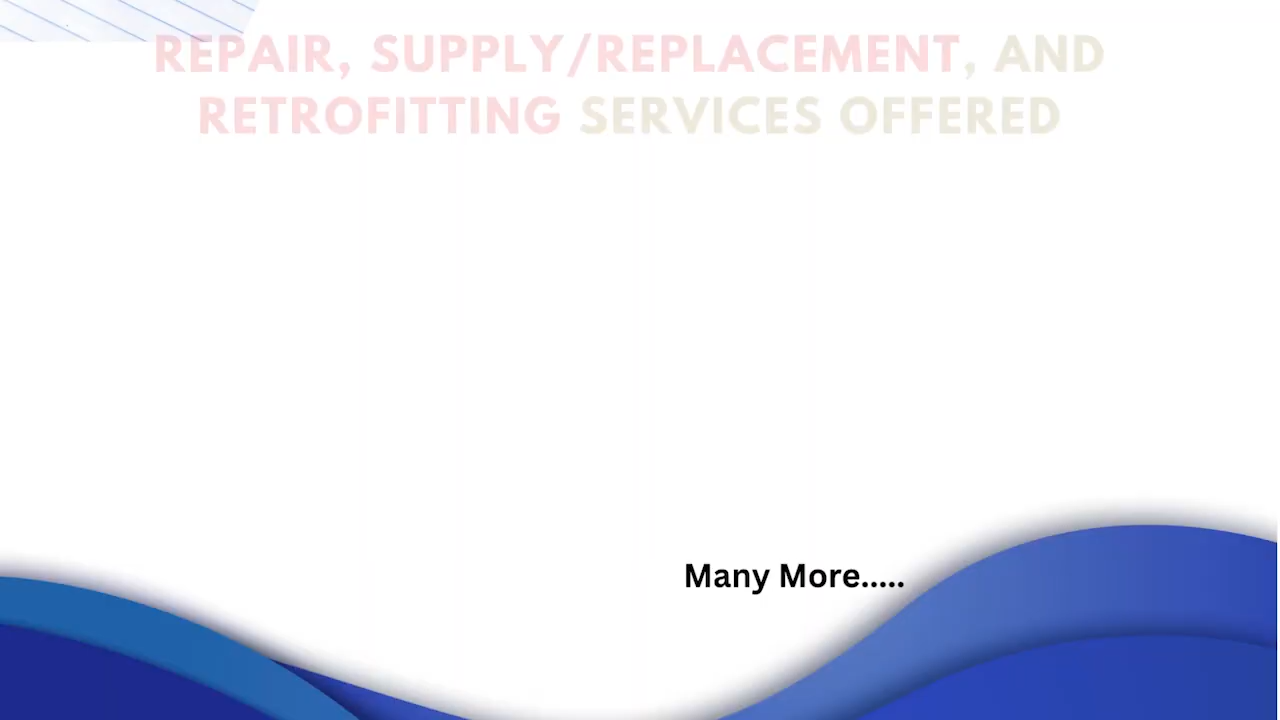 REPAIR, SUPPLY/REPLACEMENT, AND
RETROFITTING SERVICES OFFERED
Many More.....